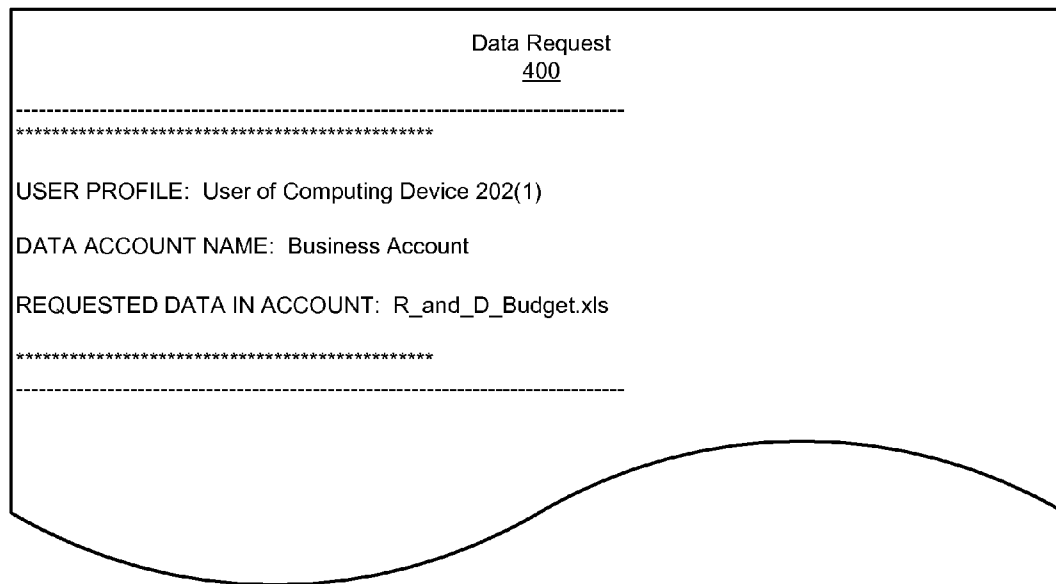 Data Request
400
--------------------------------------------------------------------------------
***********************************************
USER PROFILE: User of Computing Device 202(1)
DATA ACCOUNT NAME: Business Account
REQUESTED DATA IN ACCOUNT: R_and_D_Budget.xls
***********************************************
--------------------------------------------------------------------------------